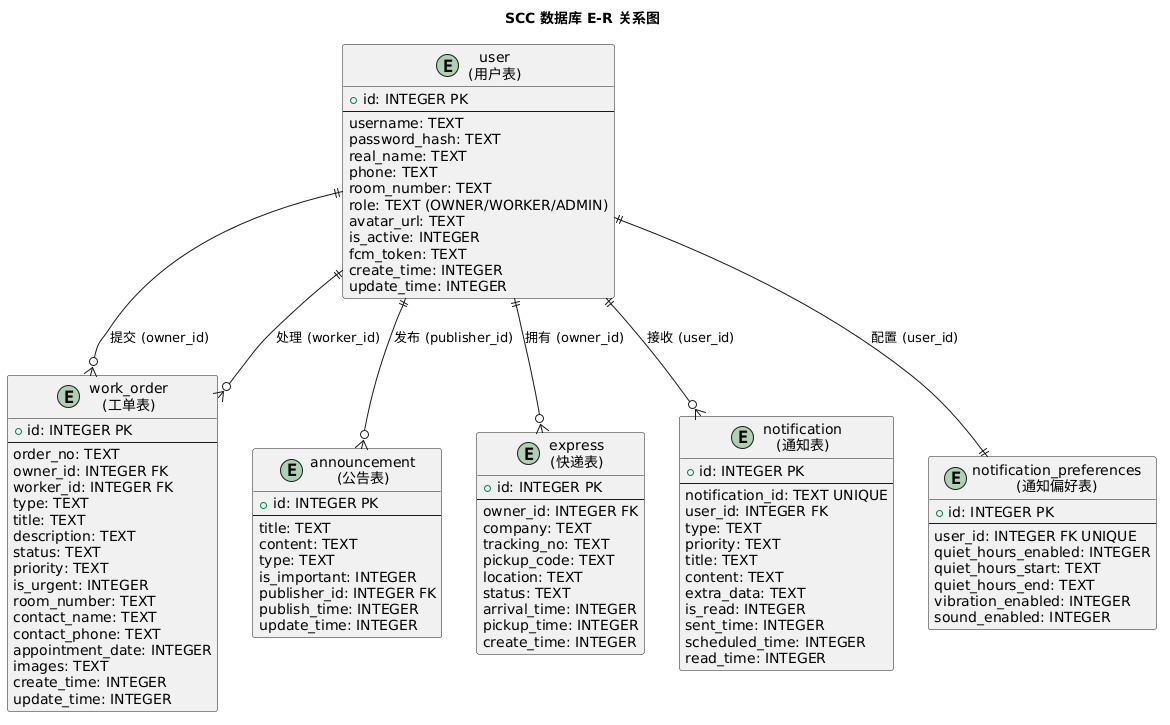 SCC 数据库 E-R 关系图
E
user
(用户表)
id: INTEGER PK
username: TEXT
password_hash: TEXT
real_name: TEXT
phone: TEXT
room_number: TEXT
role: TEXT (OWNER/WORKER/ADMIN)
avatar_url: TEXT
is_active: INTEGER
fcm_token: TEXT
create_time: INTEGER
update_time: INTEGER
提交 (owner_id)
处理 (worker_id)
发布 (publisher_id)
拥有 (owner_id)
接收 (user_id)
配置 (user_id)
E
work_order
(工单表)
id: INTEGER PK
order_no: TEXT
owner_id: INTEGER FK
worker_id: INTEGER FK
type: TEXT
title: TEXT
description: TEXT
status: TEXT
priority: TEXT
is_urgent: INTEGER
room_number: TEXT
contact_name: TEXT
contact_phone: TEXT
appointment_date: INTEGER
images: TEXT
create_time: INTEGER
update_time: INTEGER
E
announcement
(公告表)
id: INTEGER PK
title: TEXT
content: TEXT
type: TEXT
is_important: INTEGER
publisher_id: INTEGER FK
publish_time: INTEGER
update_time: INTEGER
E
express
(快递表)
id: INTEGER PK
owner_id: INTEGER FK
company: TEXT
tracking_no: TEXT
pickup_code: TEXT
location: TEXT
status: TEXT
arrival_time: INTEGER
pickup_time: INTEGER
create_time: INTEGER
E
notification
(通知表)
id: INTEGER PK
notification_id: TEXT UNIQUE
user_id: INTEGER FK
type: TEXT
priority: TEXT
title: TEXT
content: TEXT
extra_data: TEXT
is_read: INTEGER
sent_time: INTEGER
scheduled_time: INTEGER
read_time: INTEGER
E
notification_preferences
(通知偏好表)
id: INTEGER PK
user_id: INTEGER FK UNIQUE
quiet_hours_enabled: INTEGER
quiet_hours_start: TEXT
quiet_hours_end: TEXT
vibration_enabled: INTEGER
sound_enabled: INTEGER